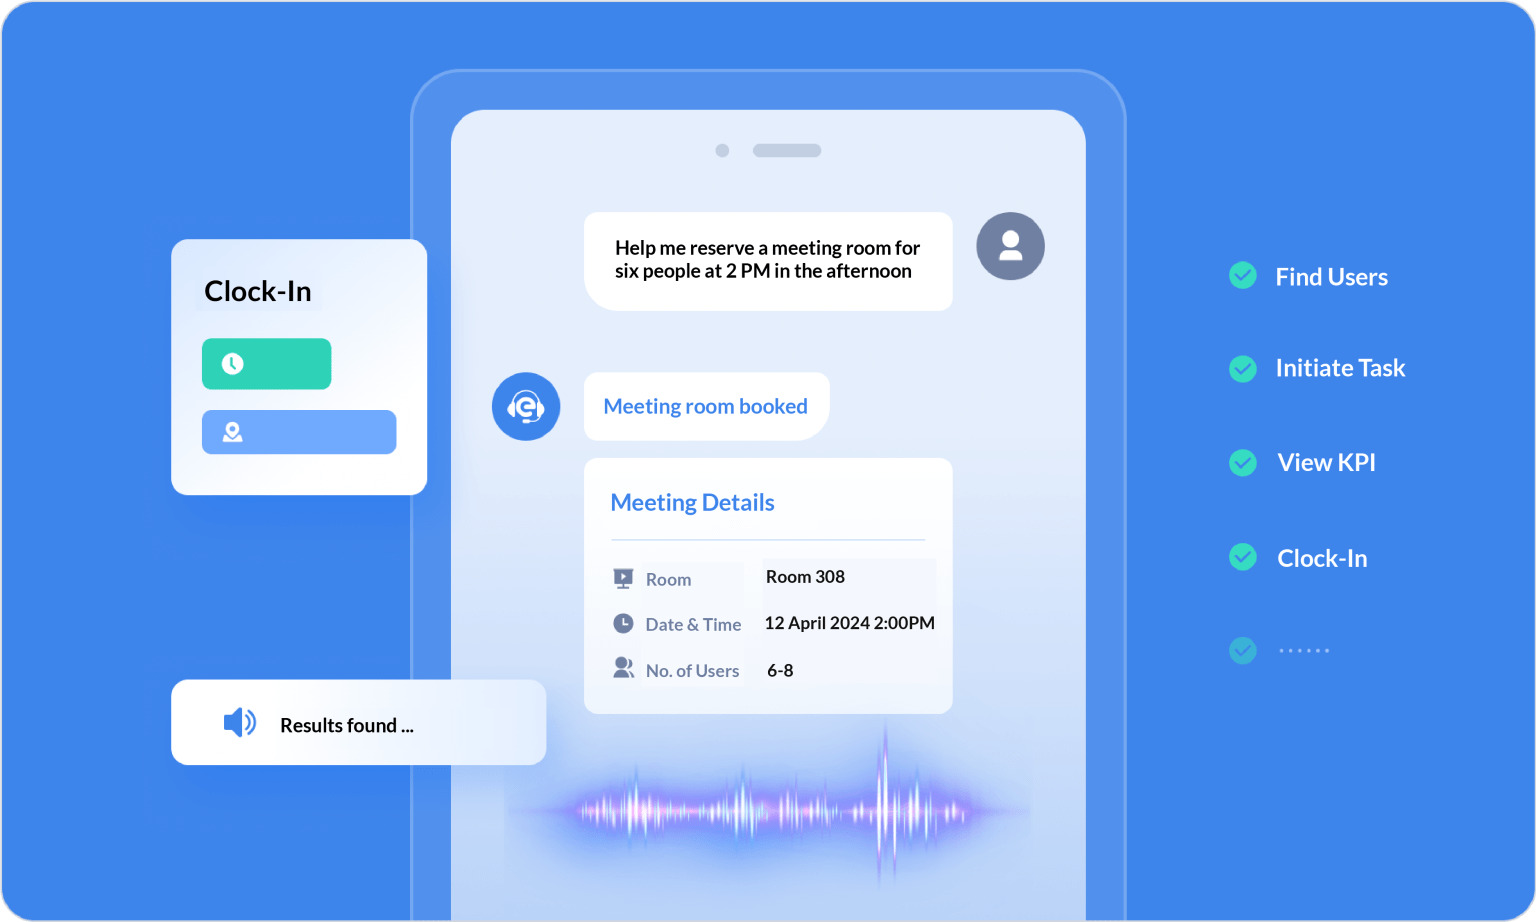 Help me reserve a meeting room for
six people at 2 PM in the afternoon
Clock-In
Meeting room booked
Meeting Details
Room
Room 308
Date & Time
12 April 2024 2:00PM
No. of Users
6-8
Results found ...
Find Users
Initiate Task
View KPI
Clock-In
······